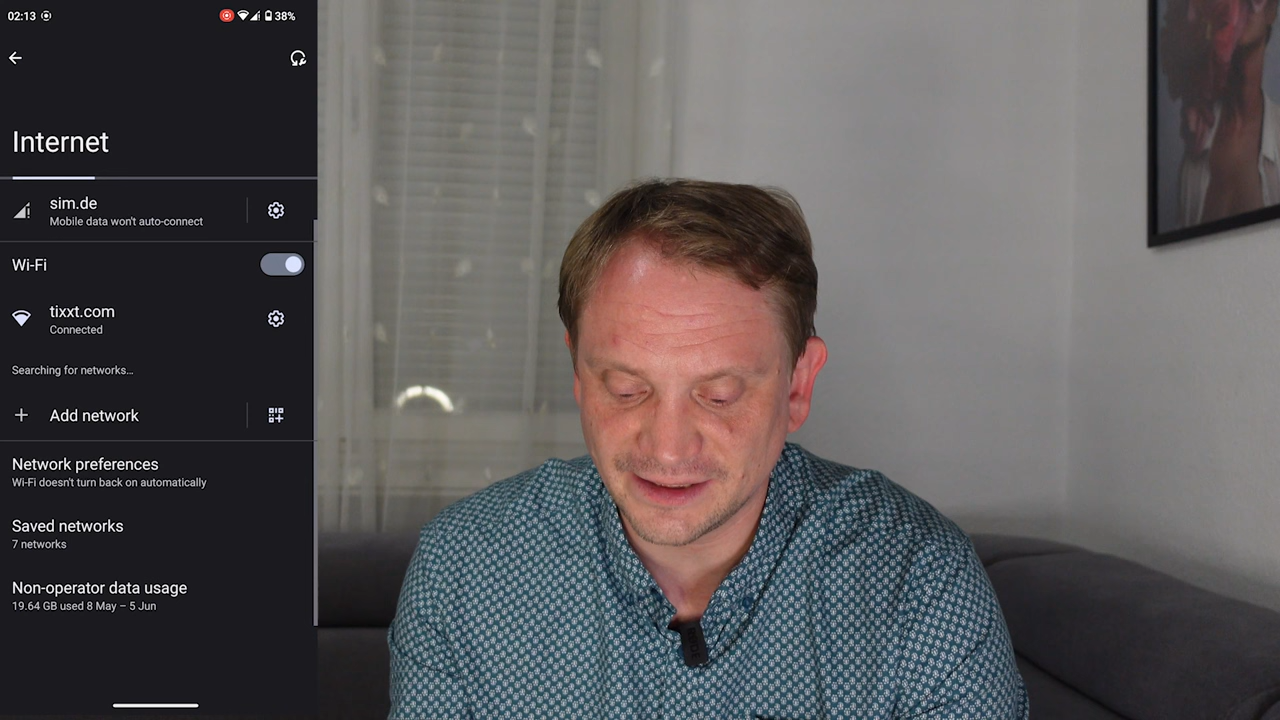 02:13
38%
Internet
sim.de
Mobile data won't auto-connect
Wi-Fi
tixxt.com
Connected
Searching for networks…
Add network
Network preferences
Wi-Fi doesn't turn back on automatically
Saved networks
7 networks
Non-operator data usage
19.64 GB used 8 May – 5 Jun